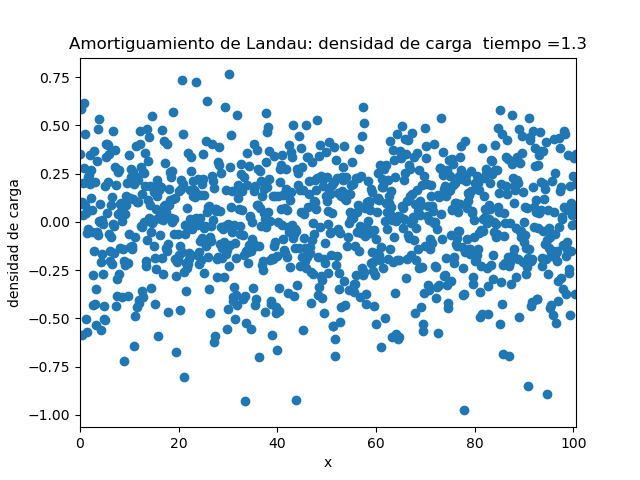 Amortiguamiento de Landau: densidad de carga  tiempo =1.3
densidad de carga
0.75
0.50
0.25
0.00
−0.25
−0.50
−0.75
−1.00
0 20 40 60 80 100
x